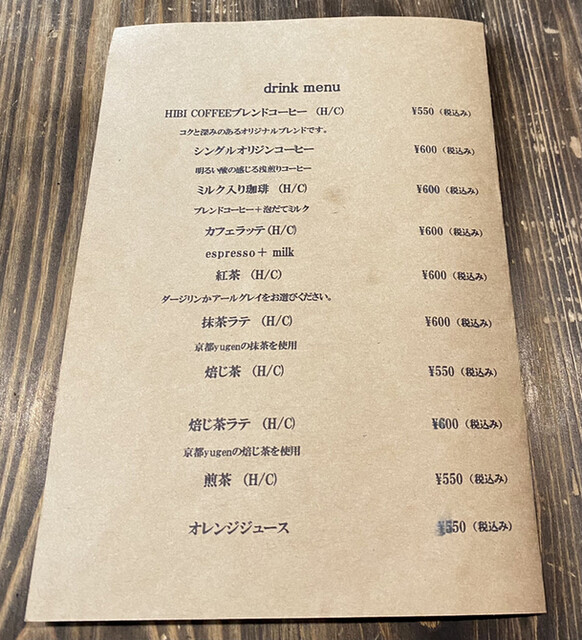 drink menu
HIBI COFFEEブレンドコーヒー (H/C) ¥550 (税込み)
コクと深みのあるオリジナルブレンドです。
シングルオリジンコーヒー ¥600 (税込み)
明るい酸の感じる浅煎りコーヒー
ミルク入り珈琲 (H/C) ¥600 (税込み)
ブレンドコーヒー＋泡だてミルク
カフェラッテ(H/C) ¥600 (税込み)
espresso＋ milk
紅茶 (H/C) ¥600 (税込み)
ダージリンかアールグレイをお選びください。
抹茶ラテ (H/C) ¥600 (税込み)
京都yugenの抹茶を使用
焙じ茶 (H/C) ¥550 (税込み)
焙じ茶ラテ (H/C) ¥600 (税込み)
京都yugenの焙じ茶を使用
煎茶 (H/C) ¥550 (税込み)
オレンジジュース ¥550 (税込み)